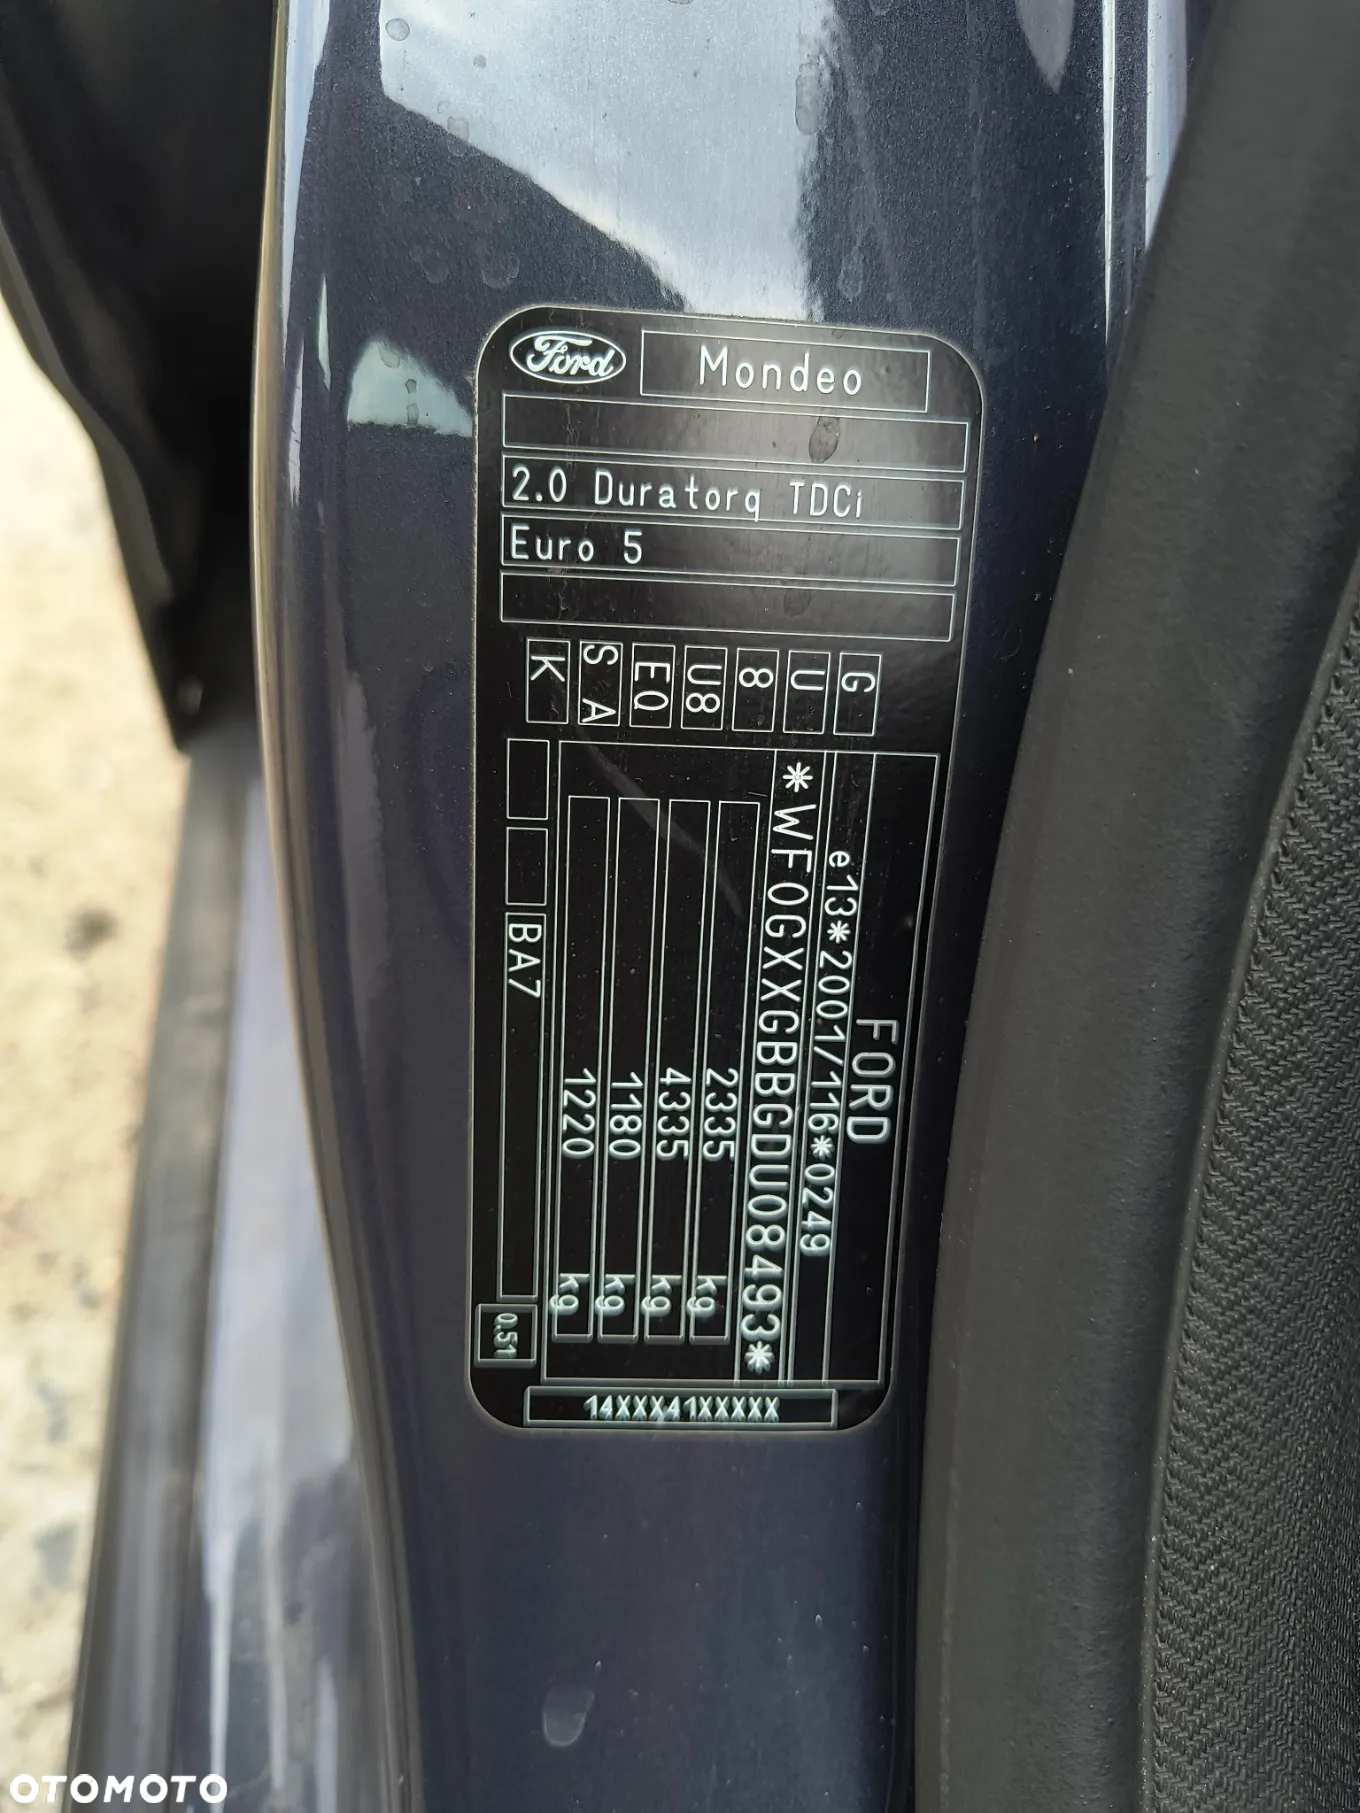 Ford
Mondeo
2.0 Duratorq TDCi
Euro 5
K
S A
EQ
U8
8
U
G
FORD
e13*2001/116*0249
*WF0GXXGBBGDU08493*
2335 kg
4335 kg
1180 kg
1220 kg
BA7
0.51
14XXX41XXXXX
OTOMOTO